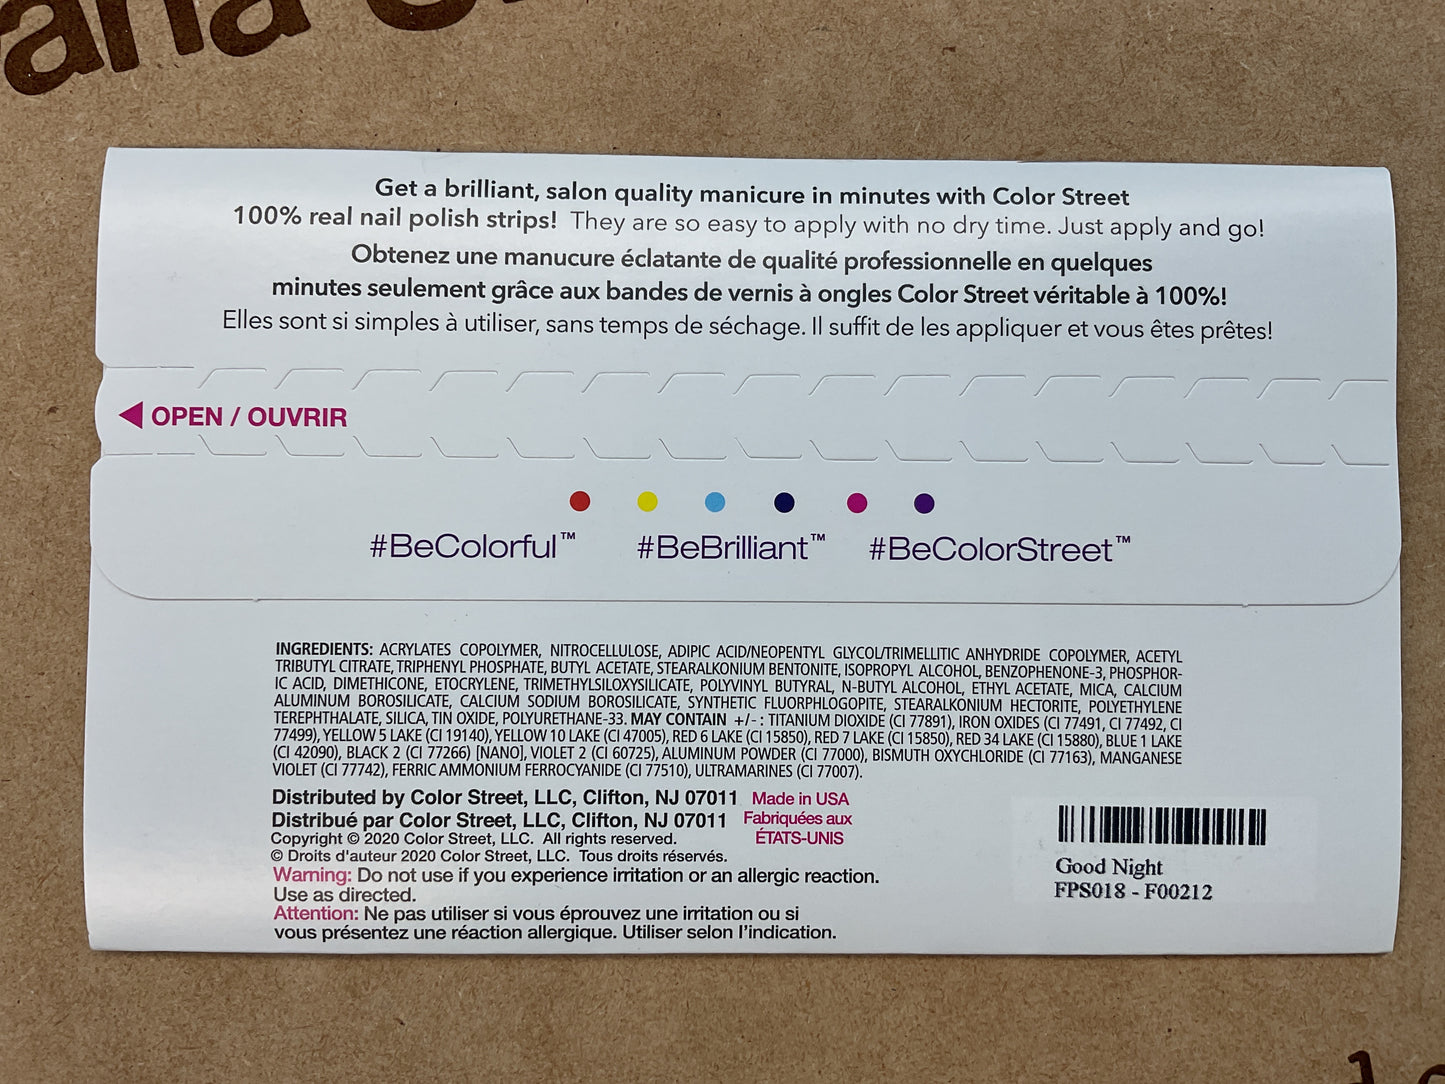 Get a brilliant, salon quality manicure in minutes with Color Street
100% real nail polish strips! They are so easy to apply with no dry time. Just apply and go!
Obtenez une manucure éclatante de qualité professionnelle en quelques
minutes seulement grâce aux bandes de vernis à ongles Color Street véritable à 100%!
Elles sont si simples à utiliser, sans temps de séchage. Il suffit de les appliquer et vous êtes prêtes!
OPEN / OUVRIR
#BeColorful™ #BeBrilliant™ #BeColorStreet™
INGREDIENTS: ACRYLATES COPOLYMER, NITROCELLULOSE, ADIPIC ACID/NEOPENTYL GLYCOL/TRIMELLITIC ANHYDRIDE COPOLYMER, ACETYL
TRIBUTYL CITRATE, TRIPHENYL PHOSPHATE, BUTYL ACETATE, STEARALKONIUM BENTONITE, ISOPROPYL ALCOHOL, BENZOPHENONE-3, PHOSPHOR-
IC ACID, DIMETHICONE, ETOCRYLENE, TRIMETHYLSILOXYSILICATE, POLYVINYL BUTYRAL, N-BUTYL ALCOHOL, ETHYL ACETATE, MICA, CALCIUM
ALUMINUM BOROSILICATE, CALCIUM SODIUM BOROSILICATE, SYNTHETIC FLUORPHLOGOPITE, STEARALKONIUM HECTORITE, POLYETHYLENE
TEREPHTHALATE, SILICA, TIN OXIDE, POLYURETHANE-33. MAY CONTAIN +/- : TITANIUM DIOXIDE (CI 77891), IRON OXIDES (CI 77491, CI 77492, CI
77499), YELLOW 5 LAKE (CI 19140), YELLOW 10 LAKE (CI 47005), RED 6 LAKE (CI 15850), RED 7 LAKE (CI 15850), RED 34 LAKE (CI 15880), BLUE 1 LAKE
(CI 42090), BLACK 2 (CI 77266) [NANO], VIOLET 2 (CI 60725), ALUMINUM POWDER (CI 77000), BISMUTH OXYCHLORIDE (CI 77163), MANGANESE
VIOLET (CI 77742), FERRIC AMMONIUM FERROCYANIDE (CI 77510), ULTRAMARINES (CI 77007).
Distributed by Color Street, LLC, Clifton, NJ 07011
Distribué par Color Street, LLC, Clifton, NJ 07011
Made in USA
Fabriquées aux
ÉTATS-UNIS
Copyright © 2020 Color Street, LLC. All rights reserved.
© Droits d'auteur 2020 Color Street, LLC. Tous droits réservés.
Warning: Do not use if you experience irritation or an allergic reaction.
Use as directed.
Attention: Ne pas utiliser si vous éprouvez une irritation ou si
vous présentez une réaction allergique. Utiliser selon l'indication.
Good Night
FPS018 - F00212